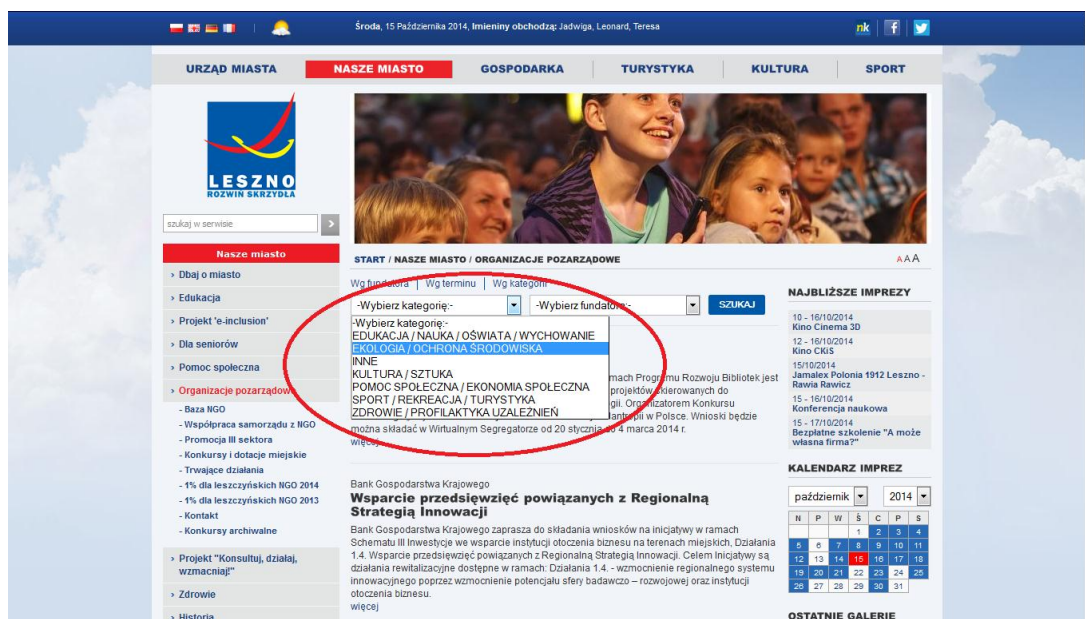 Środa, 15 Października 2014, Imieniny obchodzą: Jadwiga, Leonard, Teresa
nk
f
URZĄD MIASTA
NASZE MIASTO
GOSPODARKA
TURYSTYKA
KULTURA
SPORT
LESZNO
ROZWIŃ SKRZYDŁA
szukaj w serwisie
Nasze miasto
› Dbaj o miasto
› Edukacja
› Projekt 'e-inclusion'
› Dla seniorów
› Pomoc społeczna
› Organizacje pozarządowe
- Baza NGO
- Współpraca samorządu z NGO
- Promocja III sektora
- Konkursy i dotacje miejskie
- Trwające działania
- 1% dla leszczyńskich NGO 2014
- 1% dla leszczyńskich NGO 2013
- Kontakt
- Konkursy archiwalne
› Projekt "Konsultuj, działaj,
wzmacniaj!"
› Zdrowie
› Historia
START / NASZE MIASTO / ORGANIZACJE POZARZĄDOWE
A A A
Wg fundatora | Wg terminu | Wg kategorii
-Wybierz kategorię:-
-Wybierz fundatora:-
SZUKAJ
-Wybierz kategorię:-
EDUKACJA / NAUKA / OŚWIATA / WYCHOWANIE
EKOLOGIA / OCHRONA ŚRODOWISKA
INNE
KULTURA / SZTUKA
POMOC SPOŁECZNA / EKONOMIA SPOŁECZNA
SPORT / REKREACJA / TURYSTYKA
ZDROWIE / PROFILAKTYKA UZALEŻNIEŃ
mach Programu Rozwoju Bibliotek jest
projektów skierowanych do
gii. Organizatorem Konkursu
lantropii w Polsce. Wnioski będzie
można składać w Wirtualnym Segregatorze od 20 stycznia do 4 marca 2014 r.
więcej
Bank Gospodarstwa Krajowego
Wsparcie przedsięwzięć powiązanych z Regionalną
Strategią Innowacji
Bank Gospodarstwa Krajowego zaprasza do składania wniosków na inicjatywy w ramach
Schematu III Inwestycje we wsparcie instytucji otoczenia biznesu na terenach miejskich, Działania
1.4. Wsparcie przedsięwzięć powiązanych z Regionalną Strategią Innowacji. Celem Inicjatywy są
działania rewitalizacyjne dostępne w ramach: Działania 1.4. - wzmocnienie regionalnego systemu
innowacyjnego poprzez wzmocnienie potencjału sfery badawczo – rozwojowej oraz instytucji
otoczenia biznesu.
więcej
NAJBLIŻSZE IMPREZY
10 - 16/10/2014
Kino Cinema 3D
12 - 16/10/2014
Kino CKiS
15/10/2014
Jamalex Polonia 1912 Leszno -
Rawia Rawicz
15 - 16/10/2014
Konferencja naukowa
15 - 17/10/2014
Bezpłatne szkolenie "A może
własna firma?"
KALENDARZ IMPREZ
październik 2014
N P W Ś C P S
1 2 3 4
5 6 7 8 9 10 11
12 13 14 15 16 17 18
19 20 21 22 23 24 25
26 27 28 29 30 31
OSTATNIE GALERIE